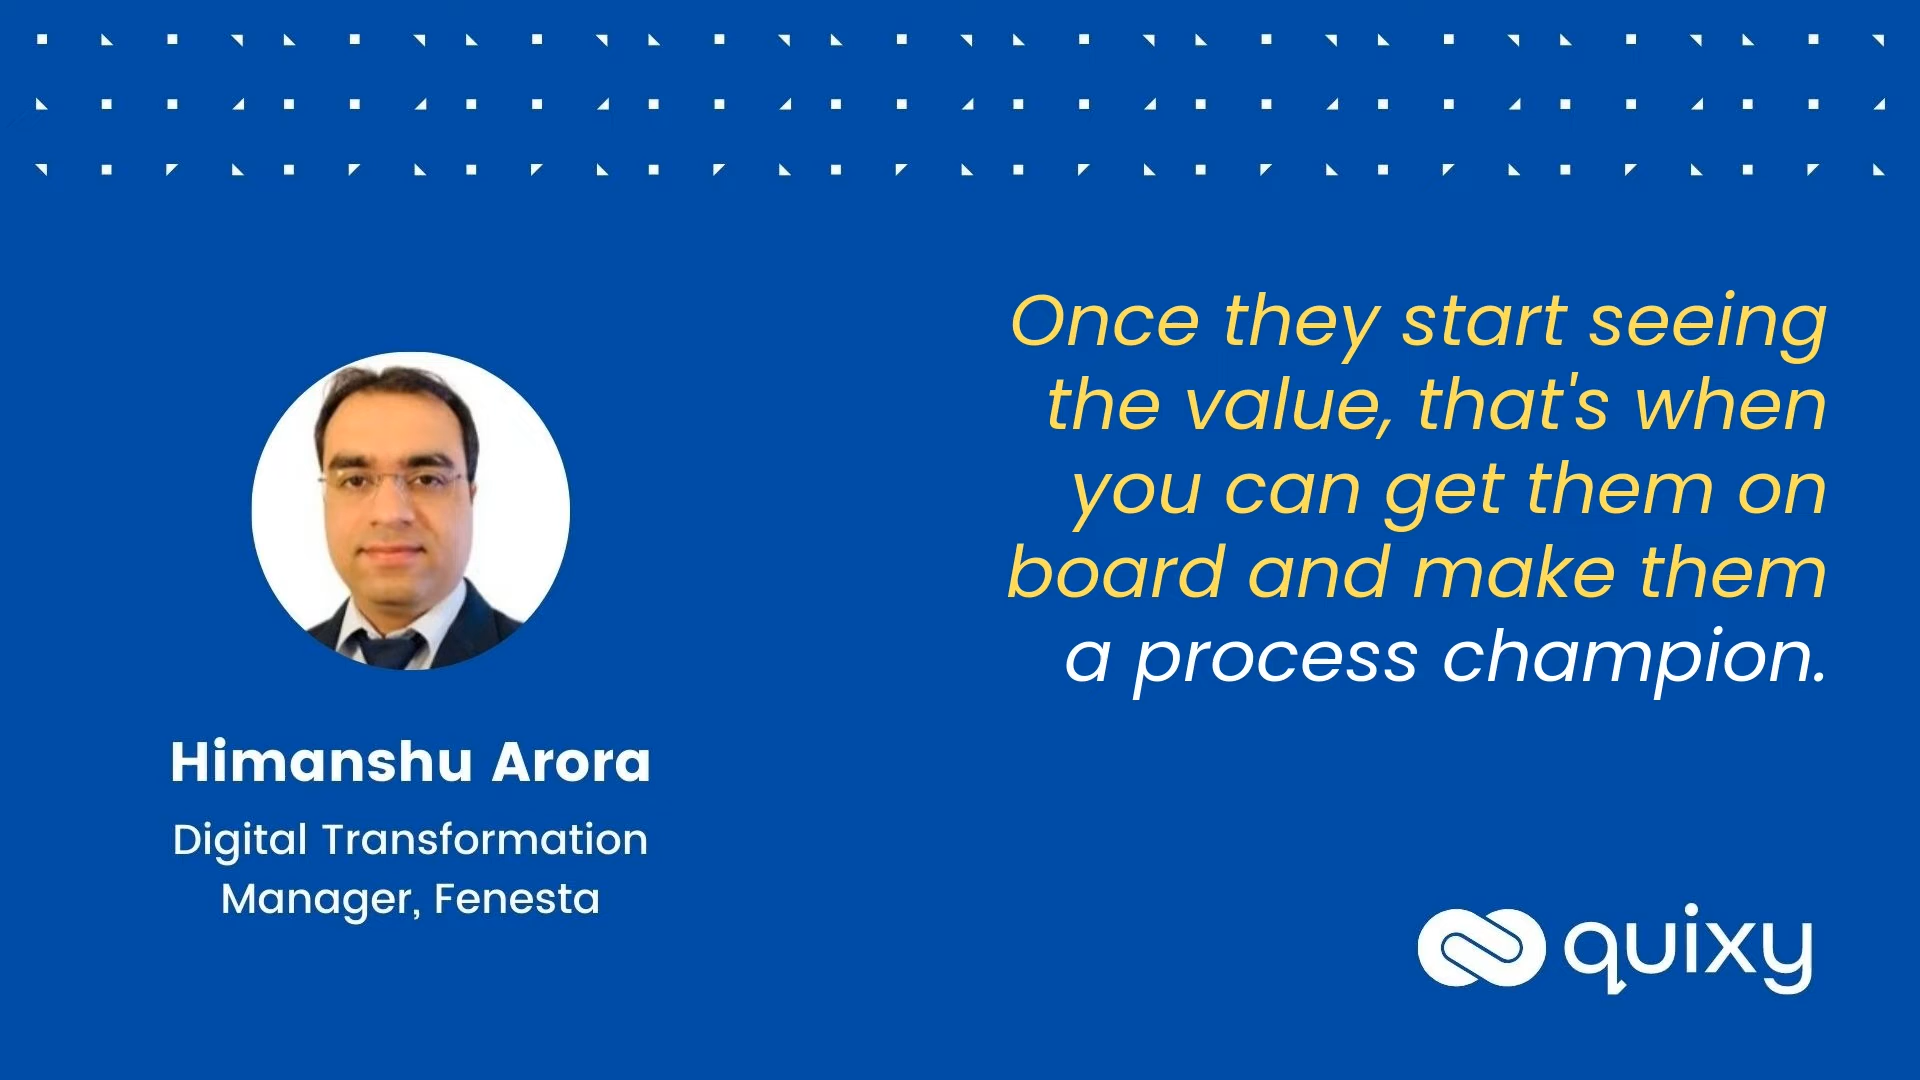 Once they start seeing
the value, that's when
you can get them on
board and make them
a process champion.
Himanshu Arora
Digital Transformation
Manager, Fenesta
quixy